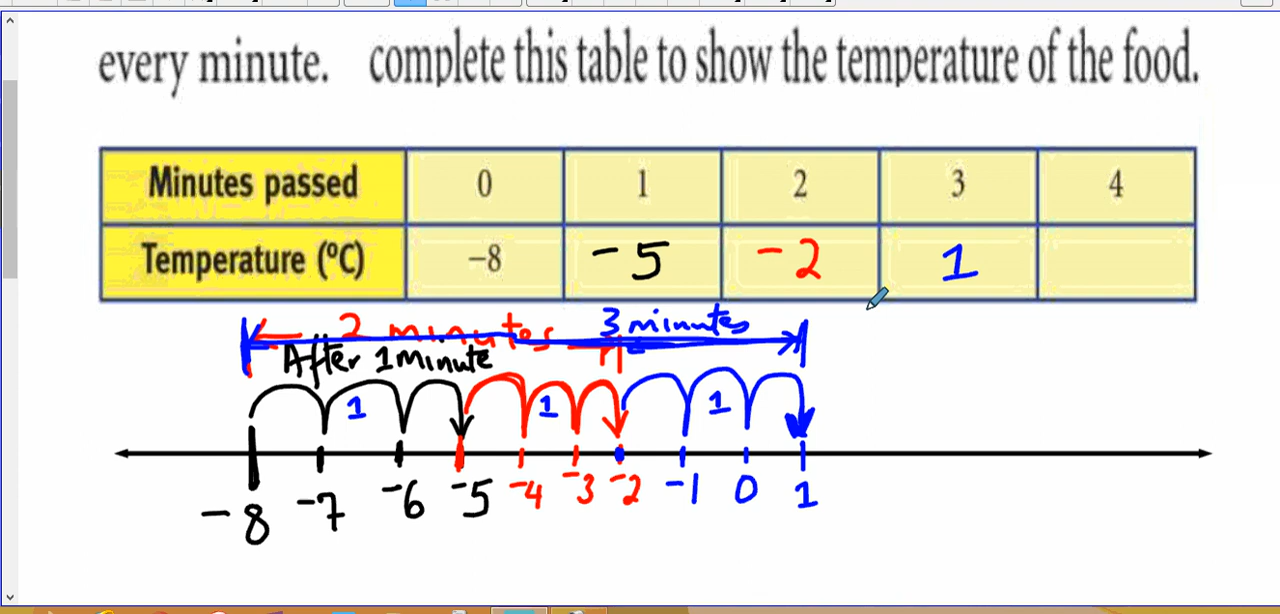 every minute. complete this table to show the temperature of the food.
Minutes passed 0 1 2 3 4
Temperature (ºC) –8 -5 -2 1
2 minutes 3 minutes
After 1 minute
1 1 1
-8 -7 -6 -5 -4 -3 -2 -1 0 1